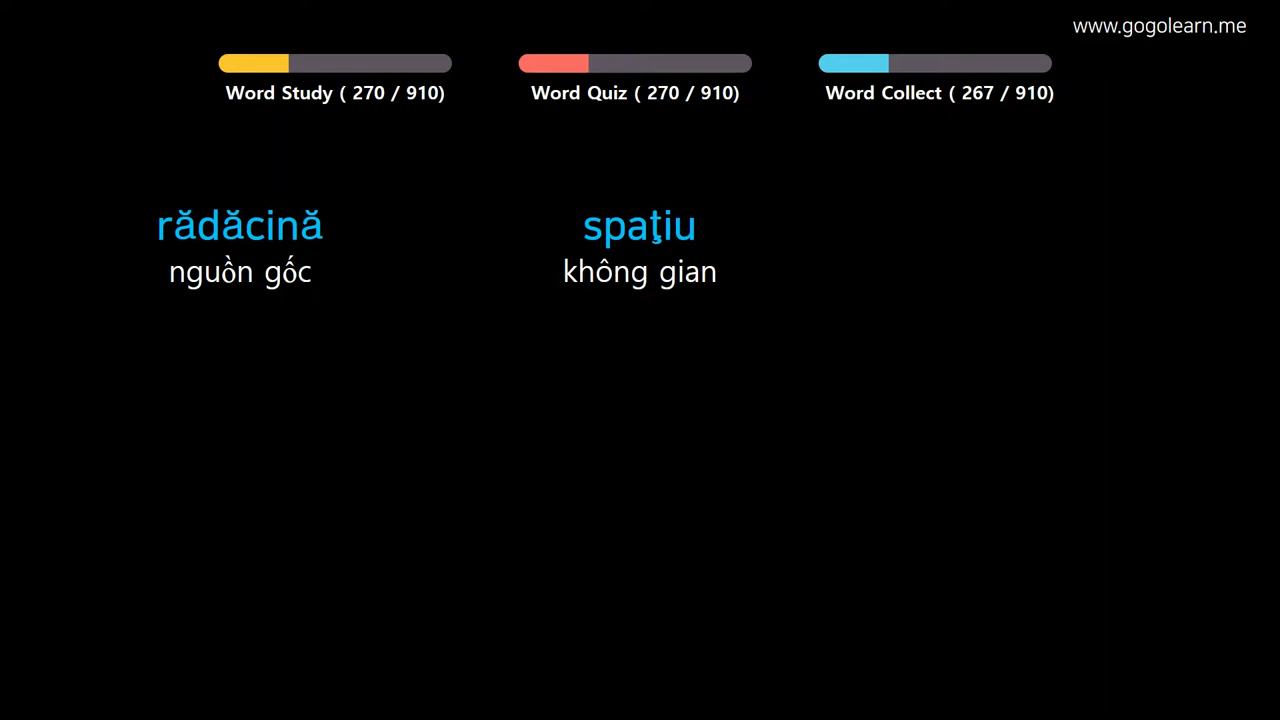 www.gogolearn.me
Word Study ( 270 / 910)
Word Quiz ( 270 / 910)
Word Collect ( 267 / 910)
rădăcină
nguồn gốc
spaţiu
không gian